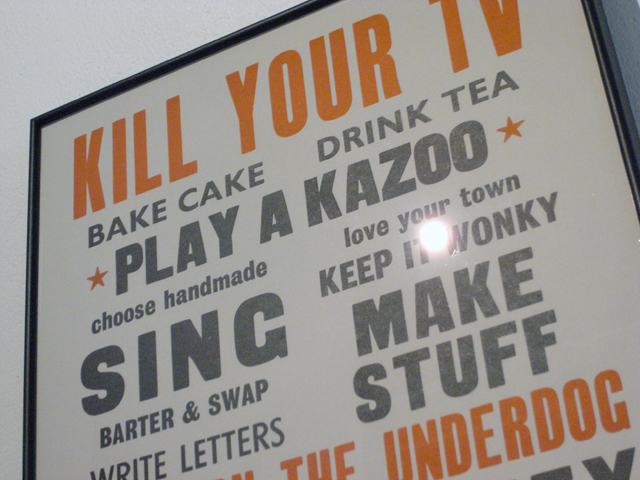 KILL YOUR TV
BAKE CAKE DRINK TEA
PLAY A KAZOO
choose handmade
love your town
KEEP IT WONKY
SING
MAKE
STUFF
BARTER & SWAP
WRITE LETTERS
THE UNDERDOG